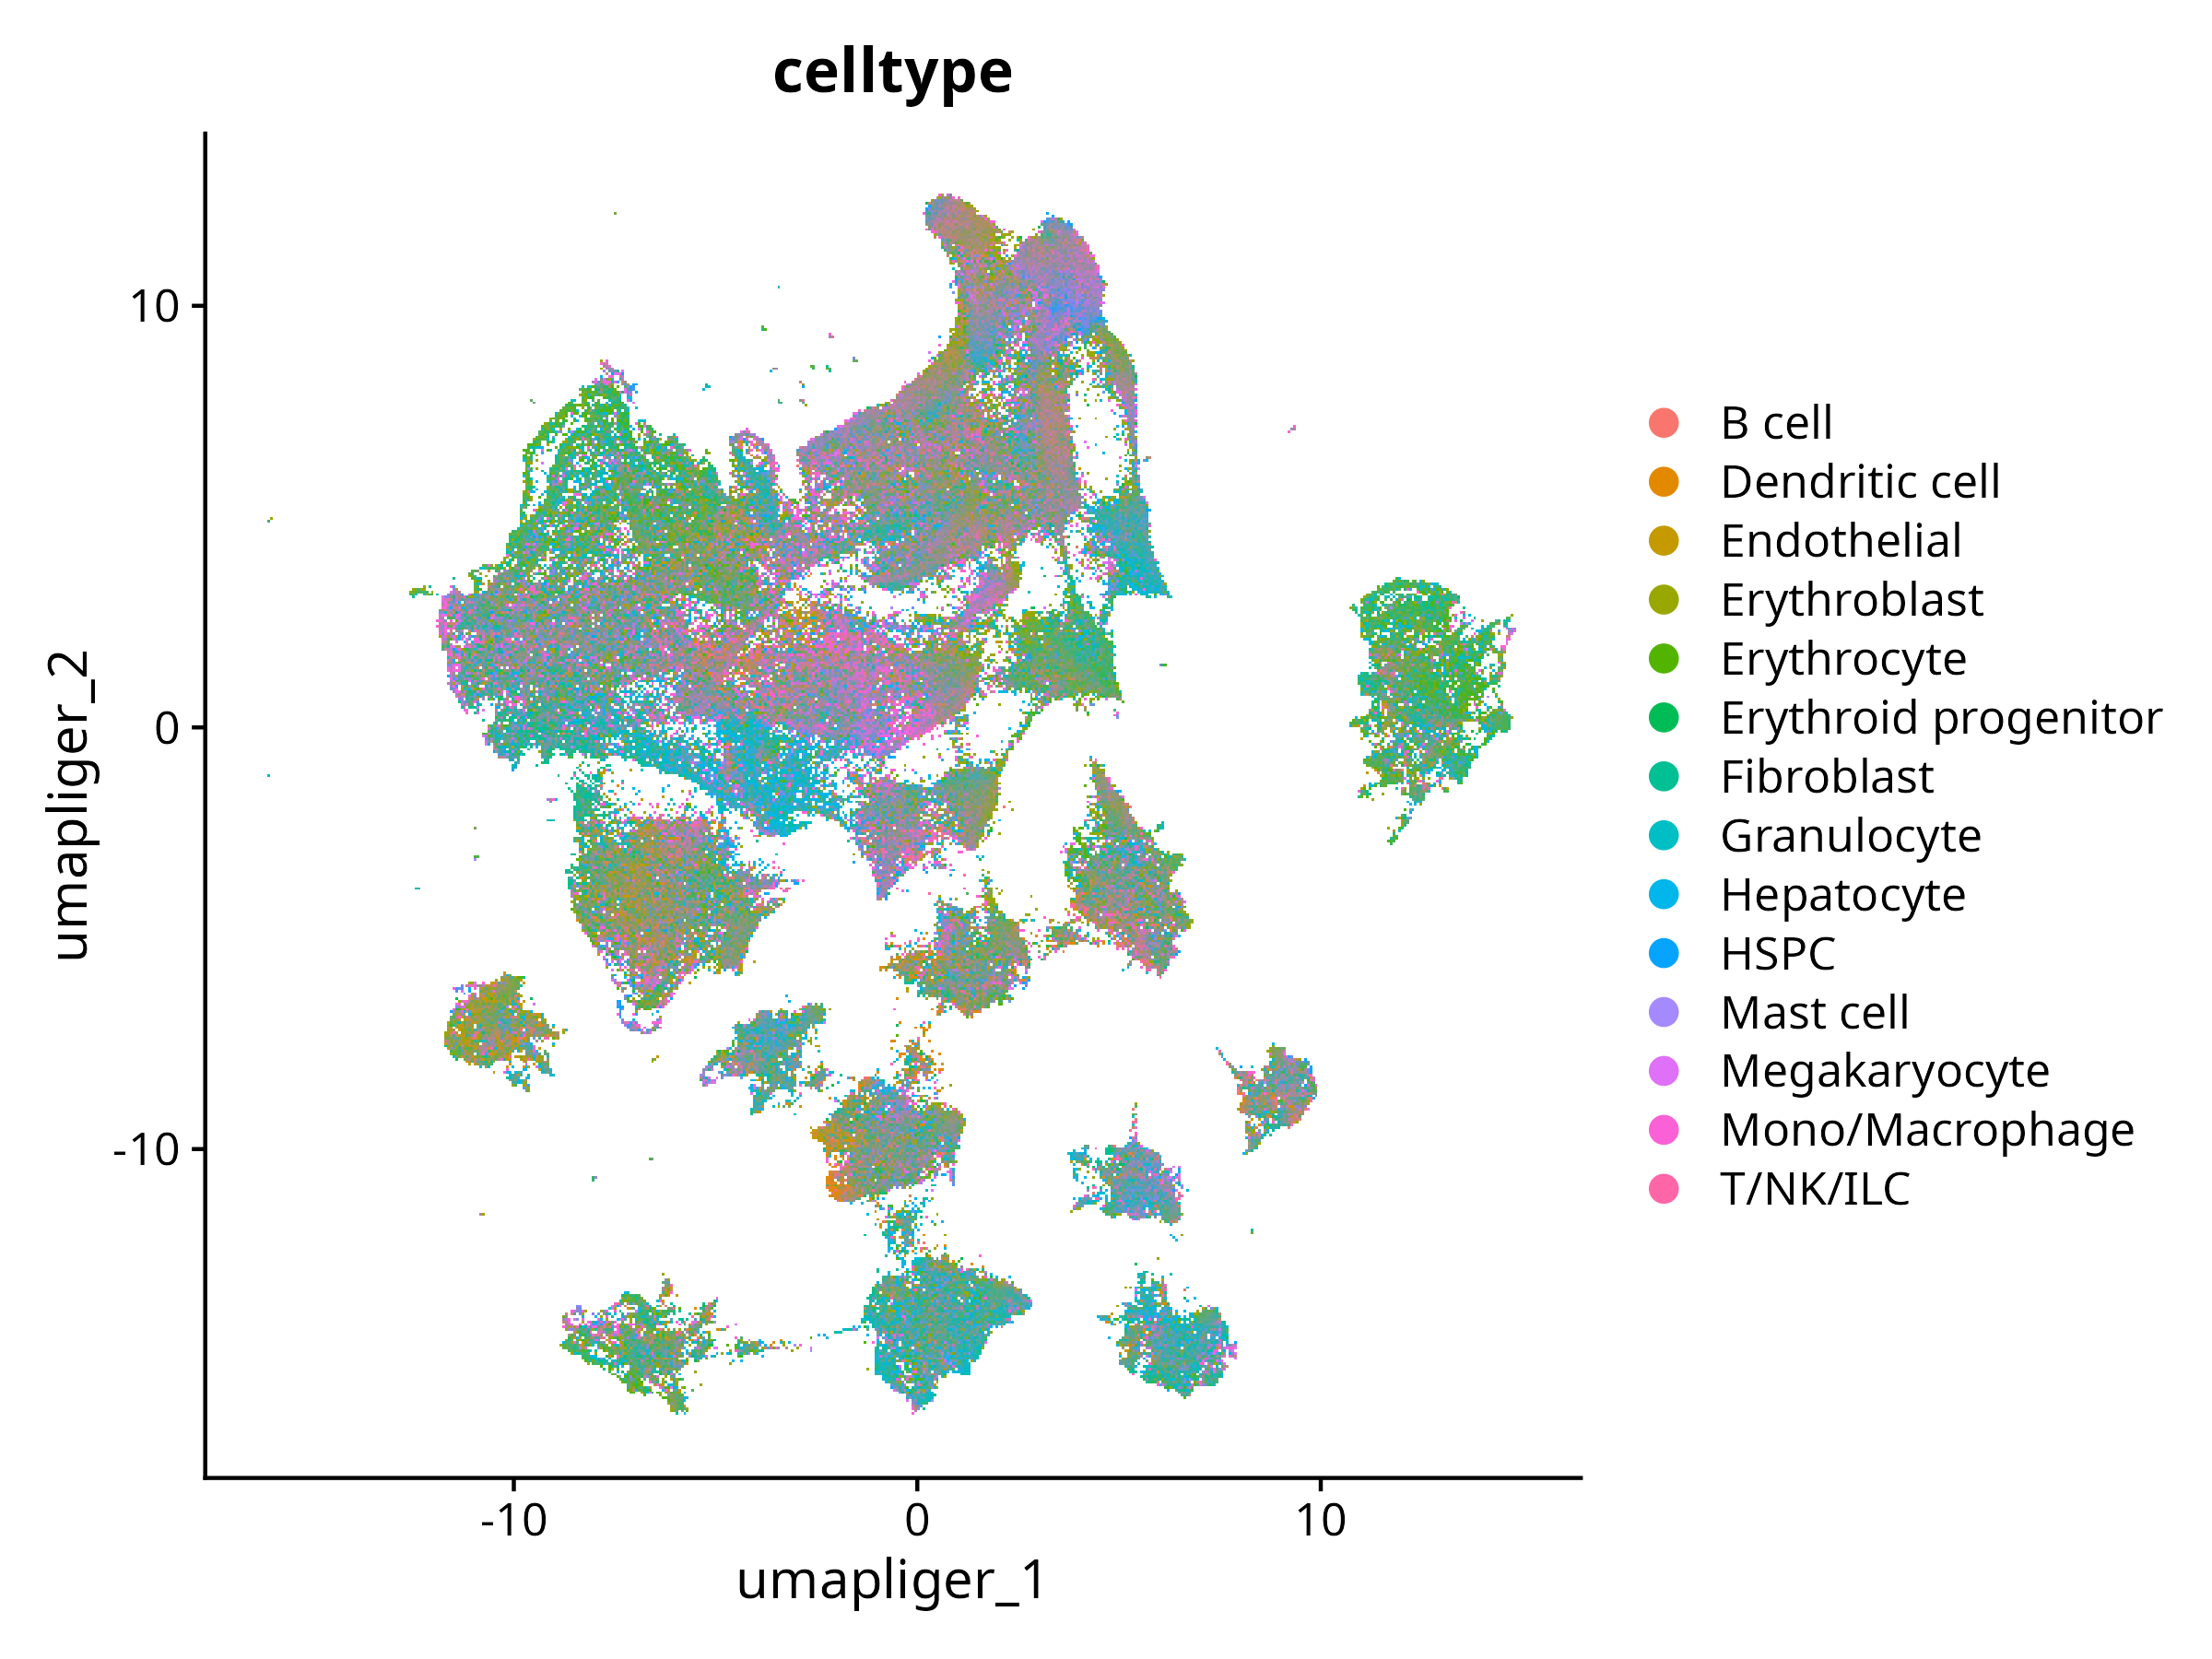 celltype
umapliger_2
10
0
-10
-10
0
10
umapliger_1
B cell
Dendritic cell
Endothelial
Erythroblast
Erythrocyte
Erythroid progenitor
Fibroblast
Granulocyte
Hepatocyte
HSPC
Mast cell
Megakaryocyte
Mono/Macrophage
T/NK/ILC